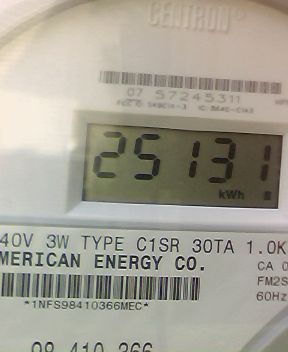 CENTRON®
07 57245311
25131
kWh
40V 3W TYPE C1SR 30TA 1.0K
MERICAN ENERGY CO.
CA 0
FM2S
60Hz
*1NFS98410366MEC*
98 410 366